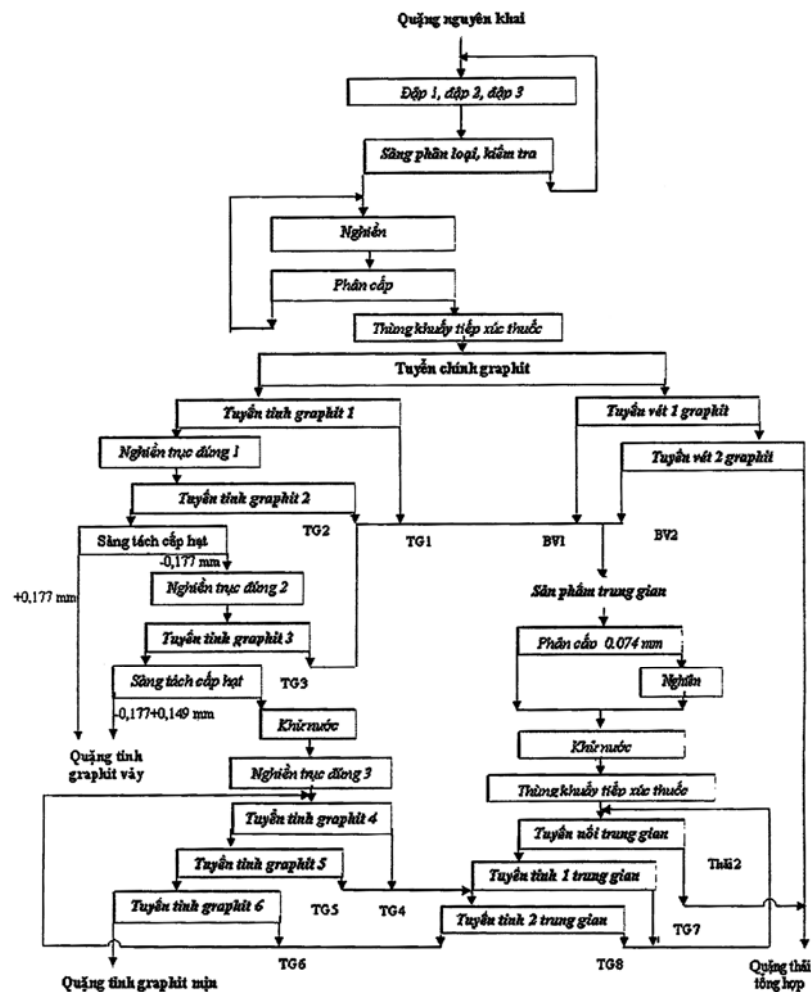 Quặng nguyên khai
Đập 1, đập 2, đập 3
Sàng phân loại, kiểm tra
Nghiền
Phân cấp
Thùng khuấy tiếp xúc thuốc
Tuyển chính graphit
Tuyển tinh graphit 1
Tuyển vét 1 graphit
Nghiền trục đứng 1
Tuyển vét 2 graphit
Tuyển tinh graphit 2
TG2
TG1
BV1
BV2
Sàng tách cấp hạt
-0,177 mm
+0,177 mm
Nghiền trục đứng 2
Sản phẩm trung gian
Tuyển tinh graphit 3
Phân cấp 0.074 mm
Sàng tách cấp hạt
TG3
Nghiền
-0,177+0,149 mm
Khử nước
Khử nước
Quặng tinh
graphit vảy
Nghiền trục đứng 3
Thùng khuấy tiếp xúc thuốc
Tuyển tinh graphit 4
Tuyển nổi trung gian
Tuyển tinh graphit 5
Thải 2
Tuyển tinh 1 trung gian
Tuyển tinh graphit 6
TG5
TG4
Tuyển tinh 2 trung gian
TG7
TG6
TG8
Quặng tinh graphit mịn
Quặng thải
tổng hợp